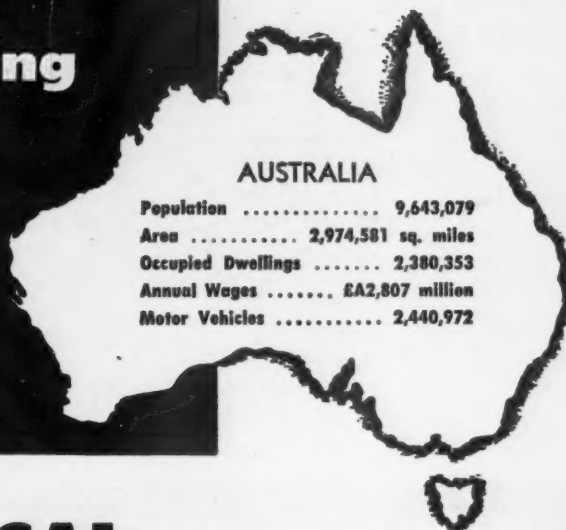 ng
AUSTRALIA
Population .............. 9,643,079
Area ........... 2,974,581 sq. miles
Occupied Dwellings ....... 2,380,353
Annual Wages ....... £A2,807 million
Motor Vehicles ........... 2,440,972